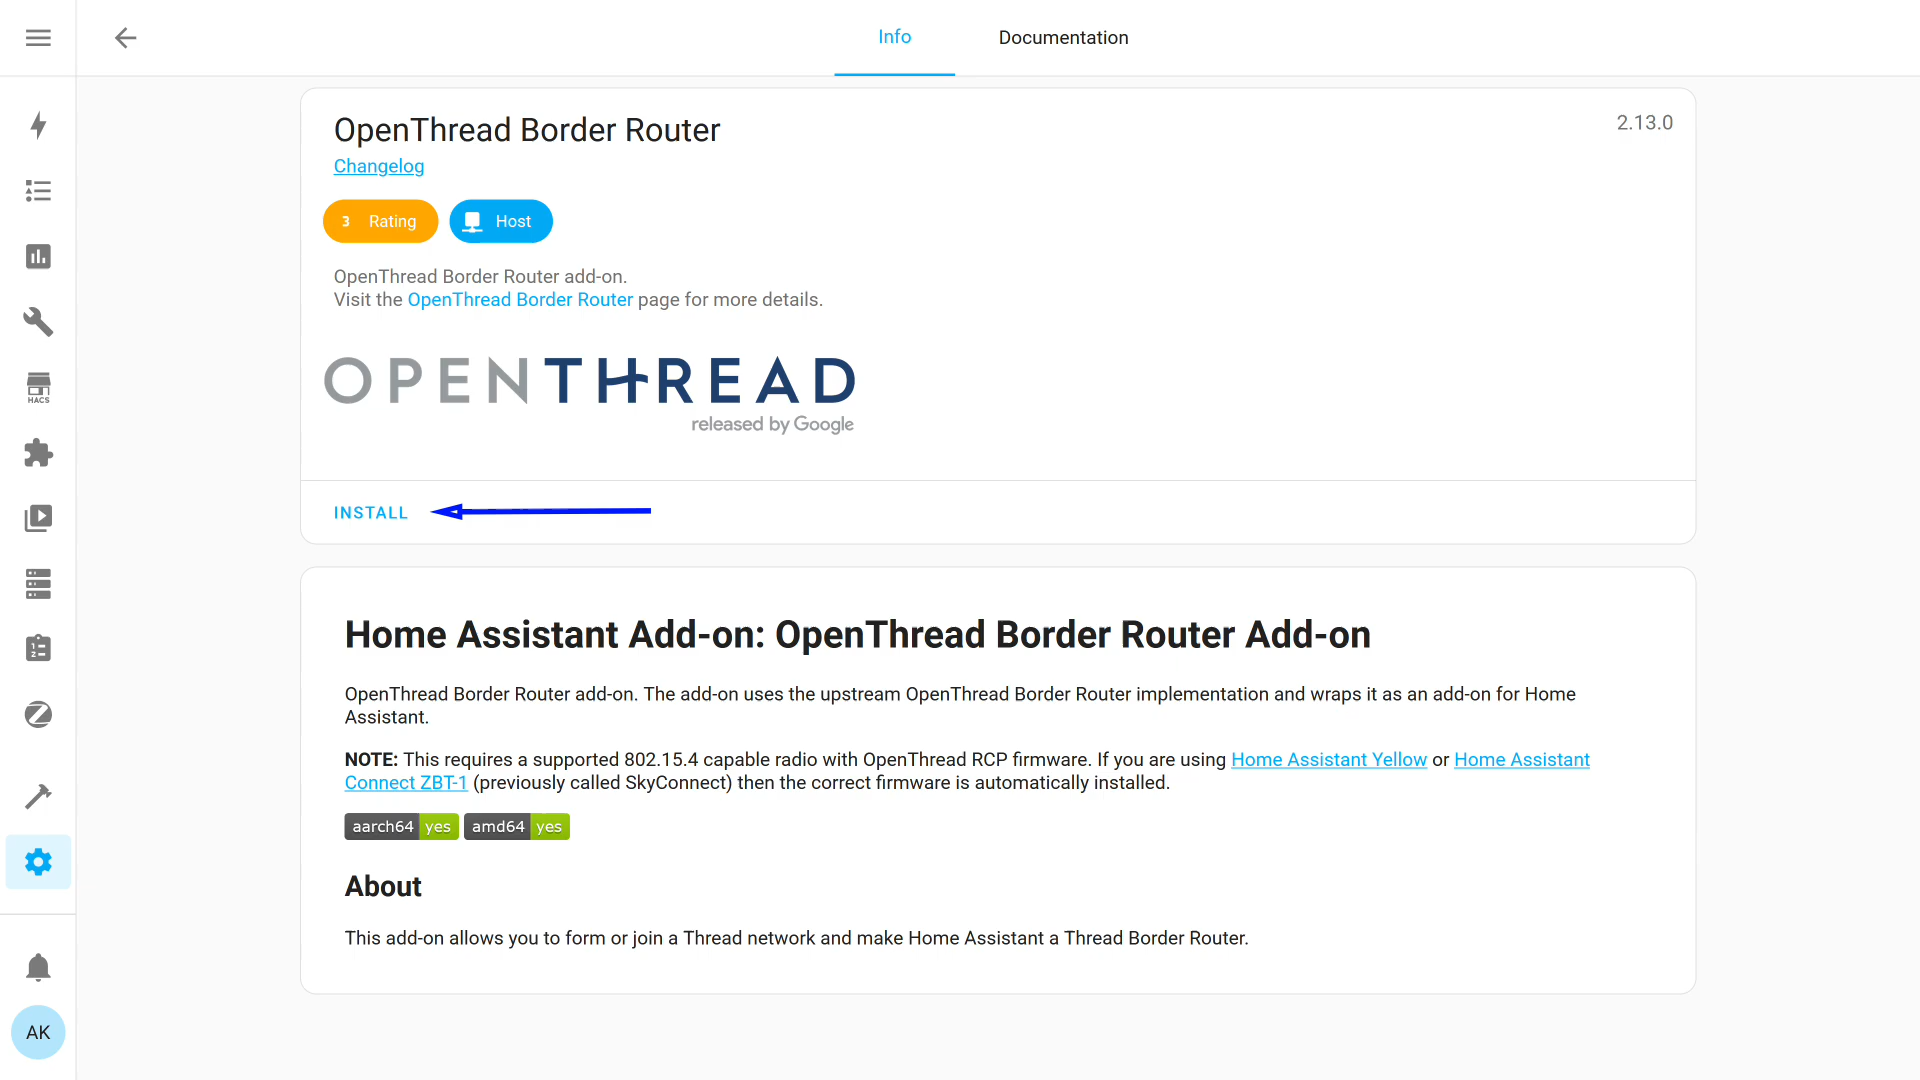 Info
Documentation
OpenThread Border Router
2.13.0
Changelog
3 Rating
Host
OpenThread Border Router add-on.
Visit the OpenThread Border Router page for more details.
OPENTHREAD
released by Google
INSTALL
Home Assistant Add-on: OpenThread Border Router Add-on
OpenThread Border Router add-on. The add-on uses the upstream OpenThread Border Router implementation and wraps it as an add-on for Home
Assistant.
NOTE: This requires a supported 802.15.4 capable radio with OpenThread RCP firmware. If you are using Home Assistant Yellow or Home Assistant
Connect ZBT-1 (previously called SkyConnect) then the correct firmware is automatically installed.
aarch64 yes amd64 yes
About
This add-on allows you to form or join a Thread network and make Home Assistant a Thread Border Router.
HACS
AK